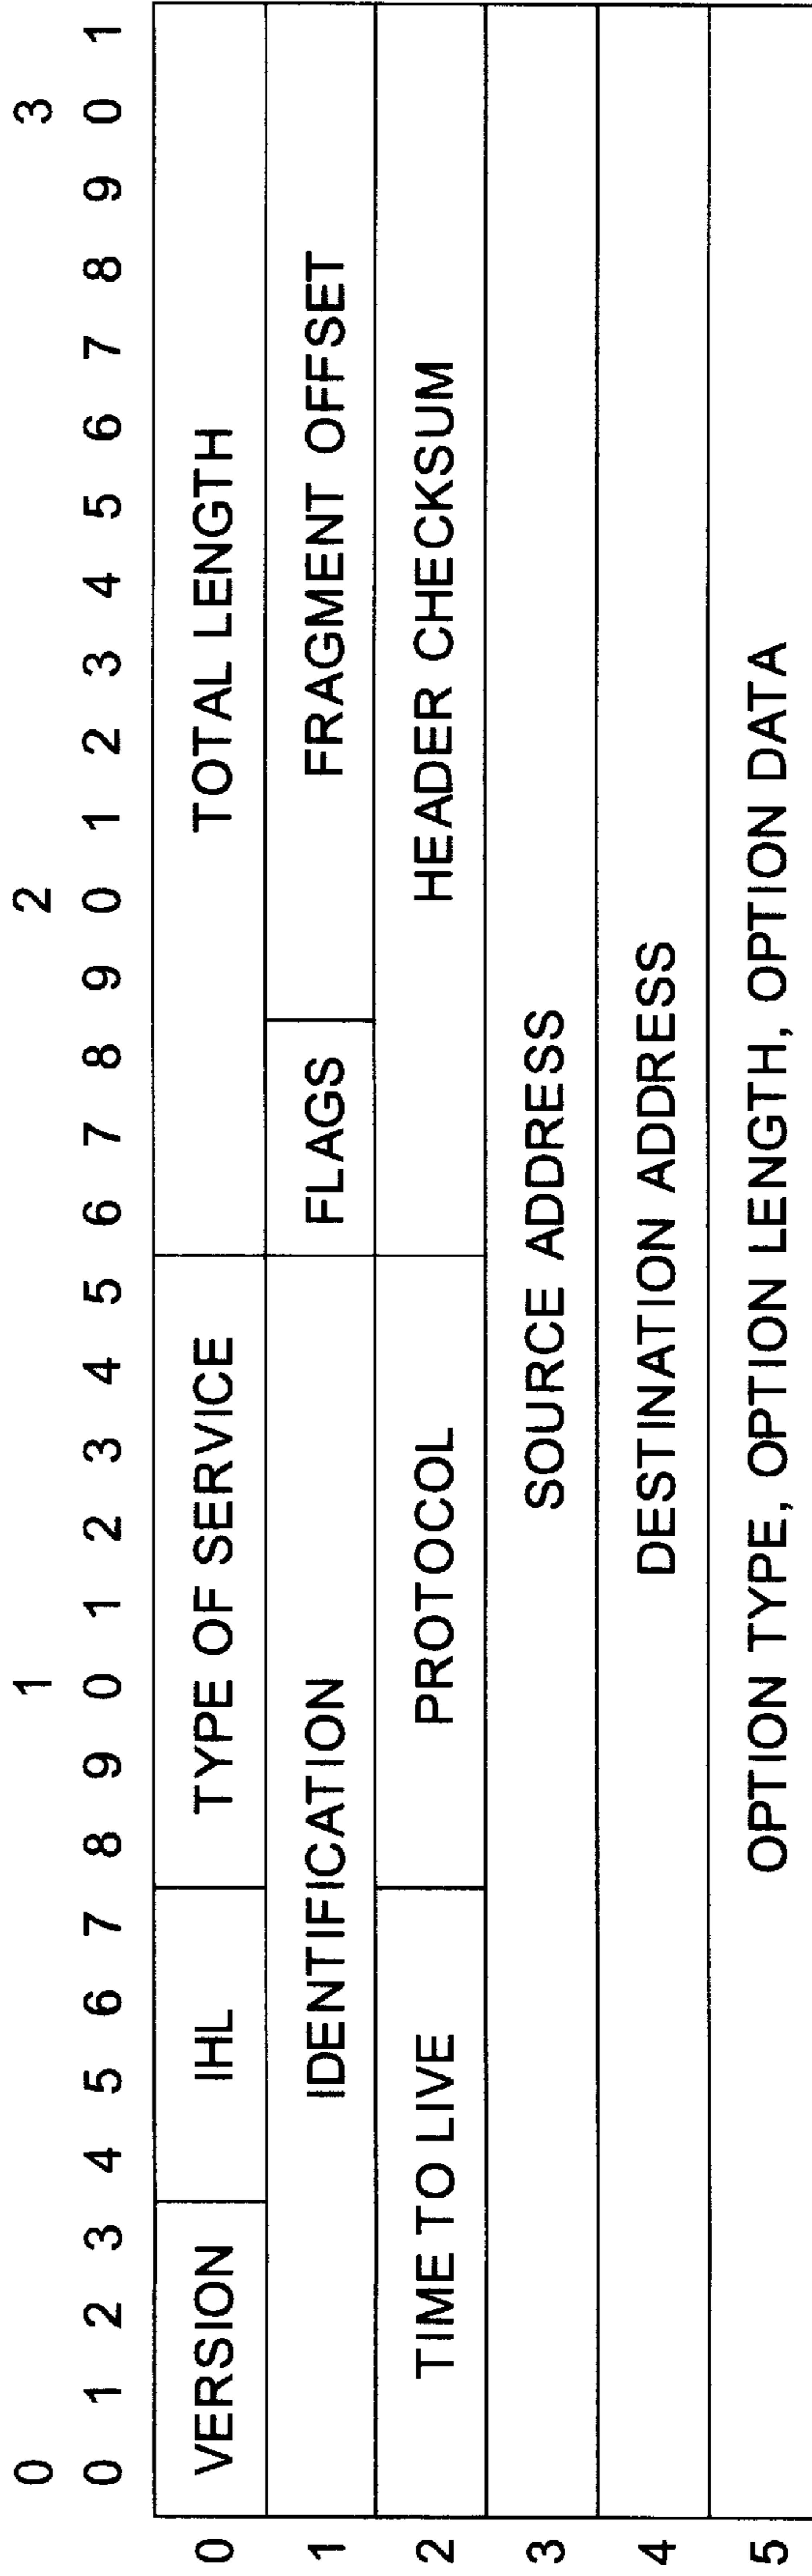 0 1 2 3
0 1 2 3 4 5 6 7 8 9 0 1 2 3 4 5 6 7 8 9 0 1 2 3 4 5 6 7 8 9 0 1
0 VERSION IHL TYPE OF SERVICE TOTAL LENGTH
1 IDENTIFICATION FLAGS FRAGMENT OFFSET
2 TIME TO LIVE PROTOCOL HEADER CHECKSUM
3 SOURCE ADDRESS
4 DESTINATION ADDRESS
5 OPTION TYPE, OPTION LENGTH, OPTION DATA